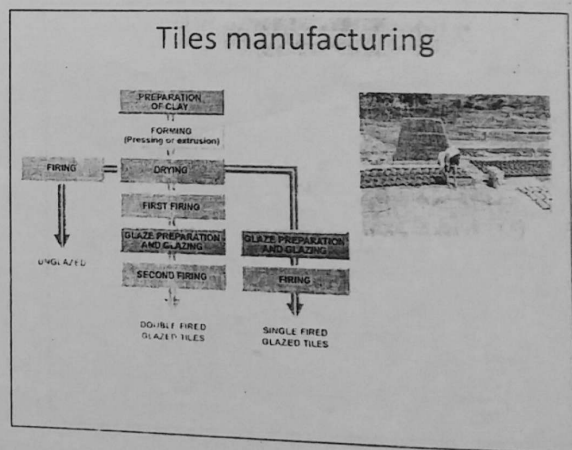 Tiles manufacturing
PREPARATION
OF CLAY
FORMING
(Pressing or extrusion)
FIRING
DRYING
FIRST FIRING
GLAZE PREPARATION
AND GLAZING
GLAZE PREPARATION
AND GLAZING
UNGLAZED
SECOND FIRING
FIRING
DOUBLE FIRED
GLAZED TILES
SINGLE FIRED
GLAZED TILES